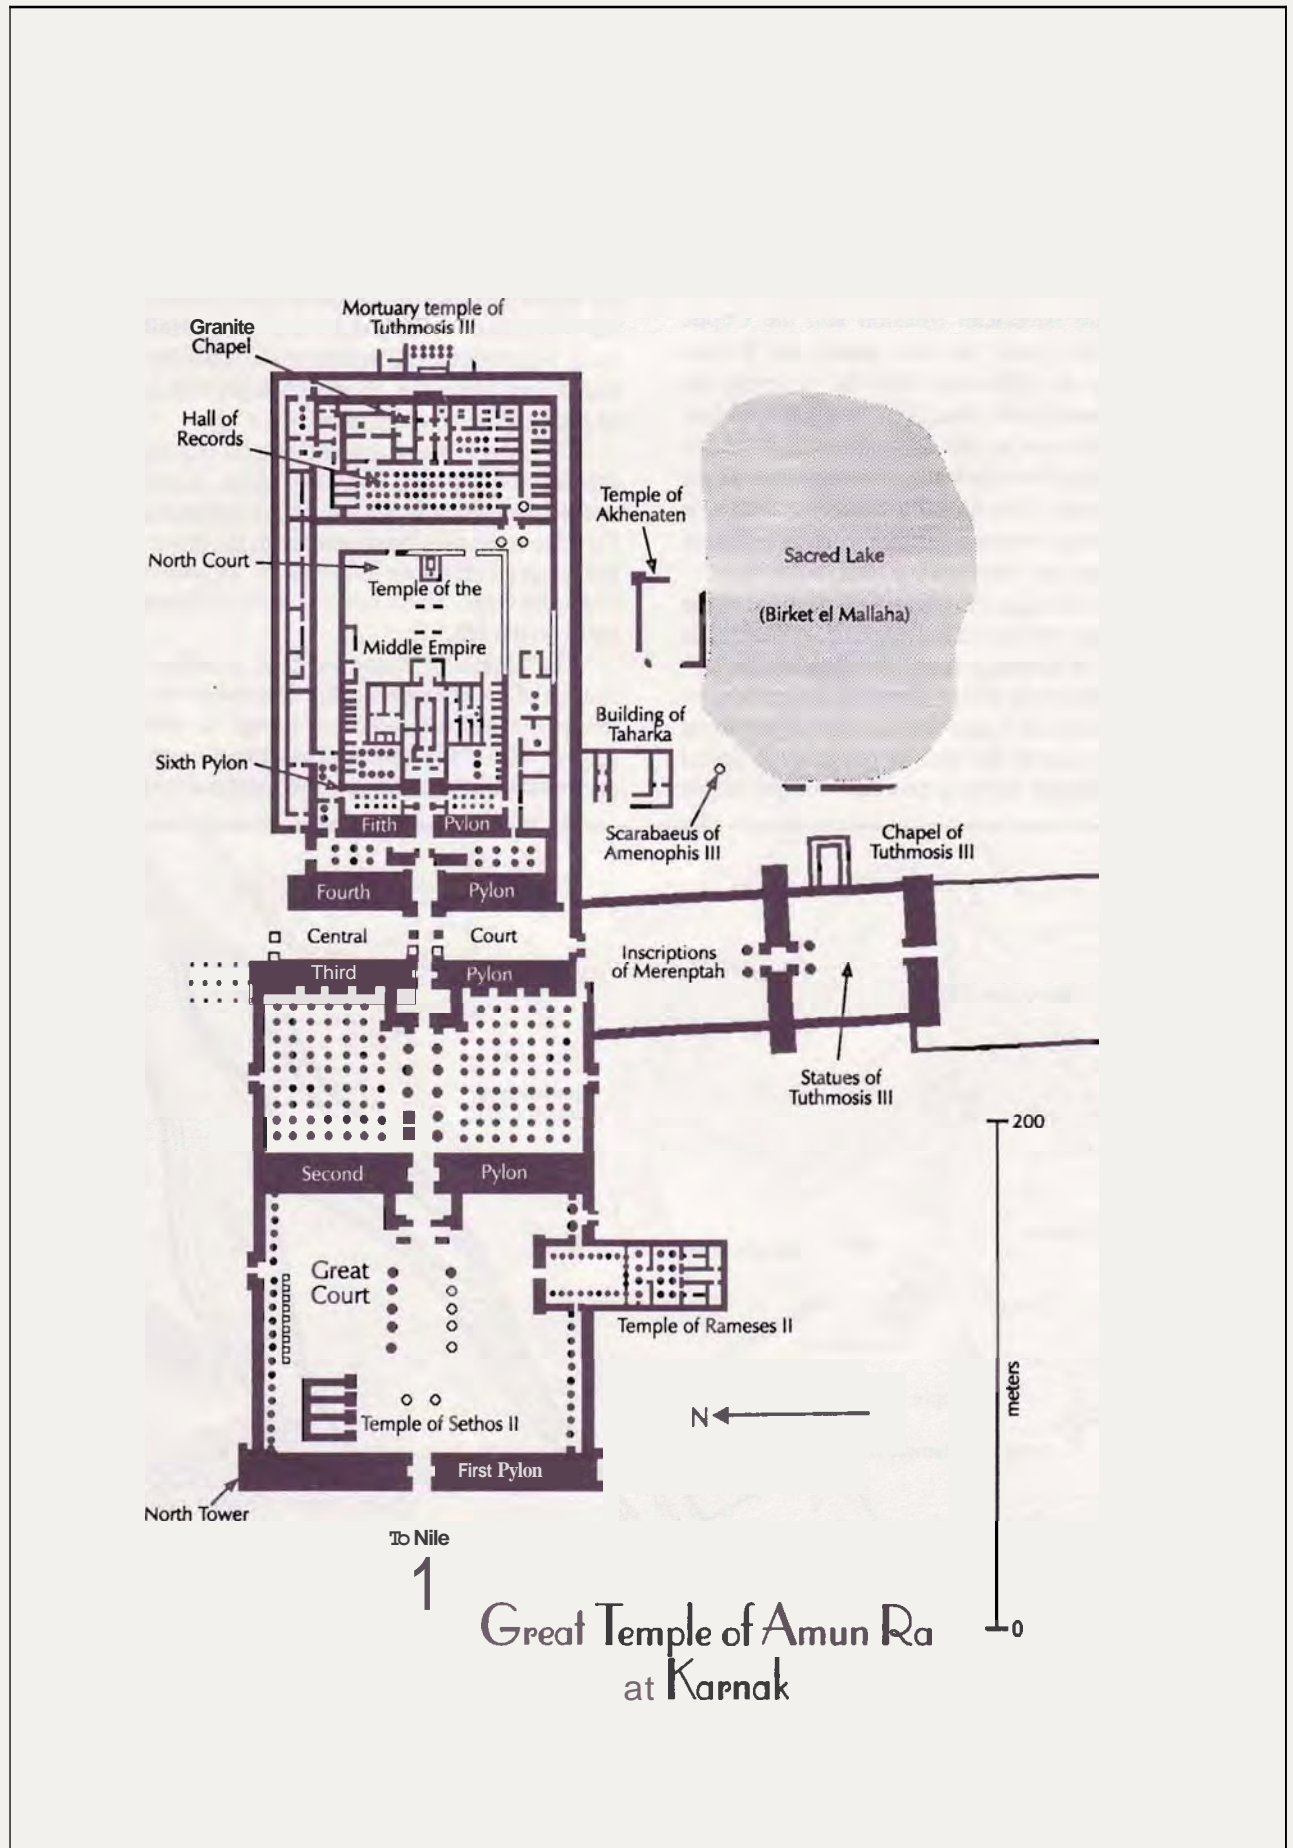 Mortuary temple of
Tuthmosis III
Granite
Chapel
Hall of
Records
Temple of
Akhenaten
Sacred Lake
(Birket el Mallaha)
North Court
Temple of the
Middle Empire
Building of
Taharka
Sixth Pylon
Fifth Pylon
Scarabaeus of
Amenophis III
Chapel of
Tuthmosis III
Fourth Pylon
Central Court
Inscriptions
of Merenptah
Third Pylon
Statues of
Tuthmosis III
200
Second Pylon
Great
Court
Temple of Rameses II
meters
N
Temple of Sethos II
First Pylon
North Tower
To Nile
1
Great Temple of Amun Ra
at Karnak
0